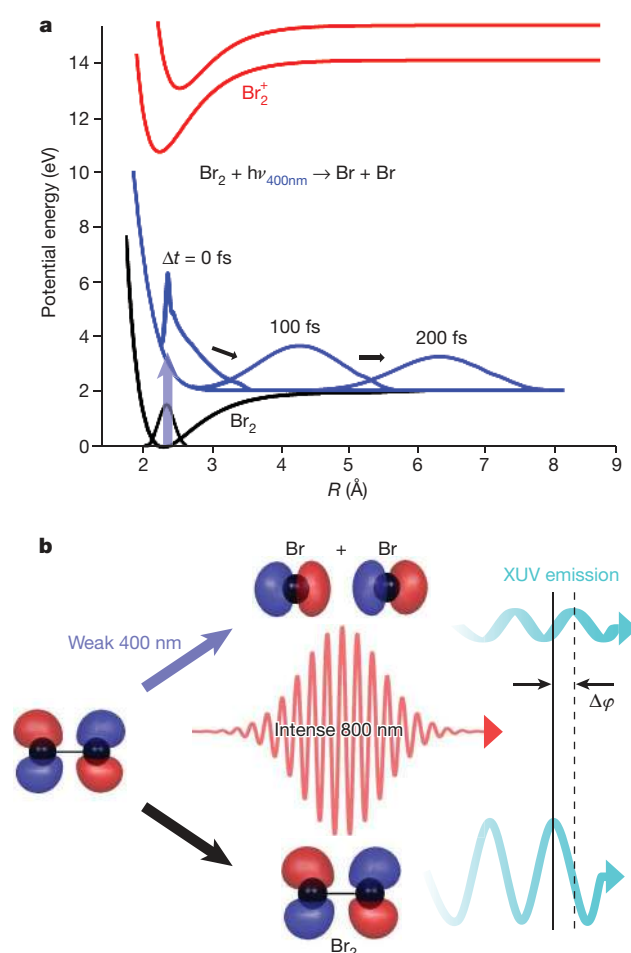 a
14
12
10
8
6
4
2
0
Potential energy (eV)
Br₂⁺
Br₂ + hν₄₀₀ₙₘ → Br + Br
Δt = 0 fs
100 fs
200 fs
Br₂
2 3 4 5 6 7 8 9
R (Å)
b
Br + Br
XUV emission
Weak 400 nm
Δφ
Intense 800 nm
Br₂